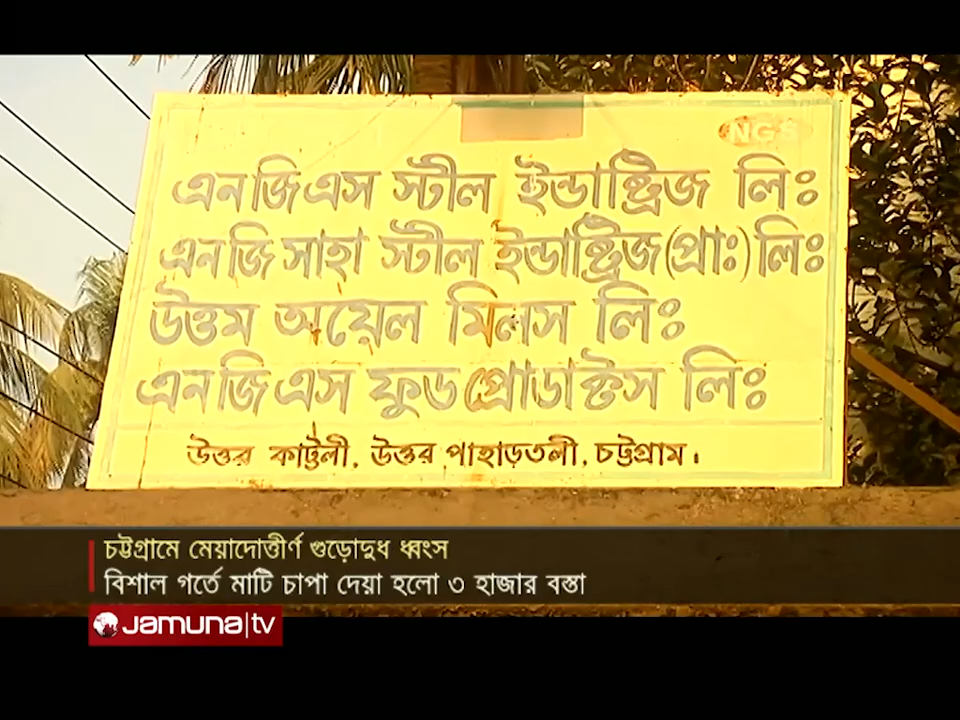 NGS
এনজিএস স্টীল ইন্ডাষ্ট্রিজ লিঃ
এনজি সাহা স্টীল ইন্ডাষ্ট্রিজ(প্রাঃ) লিঃ
উত্তম অয়েল মিলস লিঃ
এনজিএস ফুড প্রোডাক্টস লিঃ
উত্তর কাট্টলী, উত্তর পাহাড়তলী, চট্টগ্রাম।
চট্টগ্রামে মেয়াদোত্তীর্ণ গুড়োদুধ ধ্বংস
বিশাল গর্তে মাটি চাপা দেয়া হলো ৩ হাজার বস্তা
Jamuna|tv